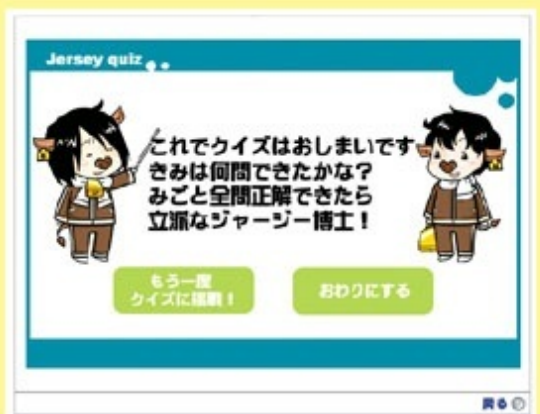 Jersey quiz
これでクイズはおしまいです
きみは何問できたかな?
みごと全問正解できたら
立派なジャージー博士!
もう一度
クイズに挑戦!
おわりにする
戻る